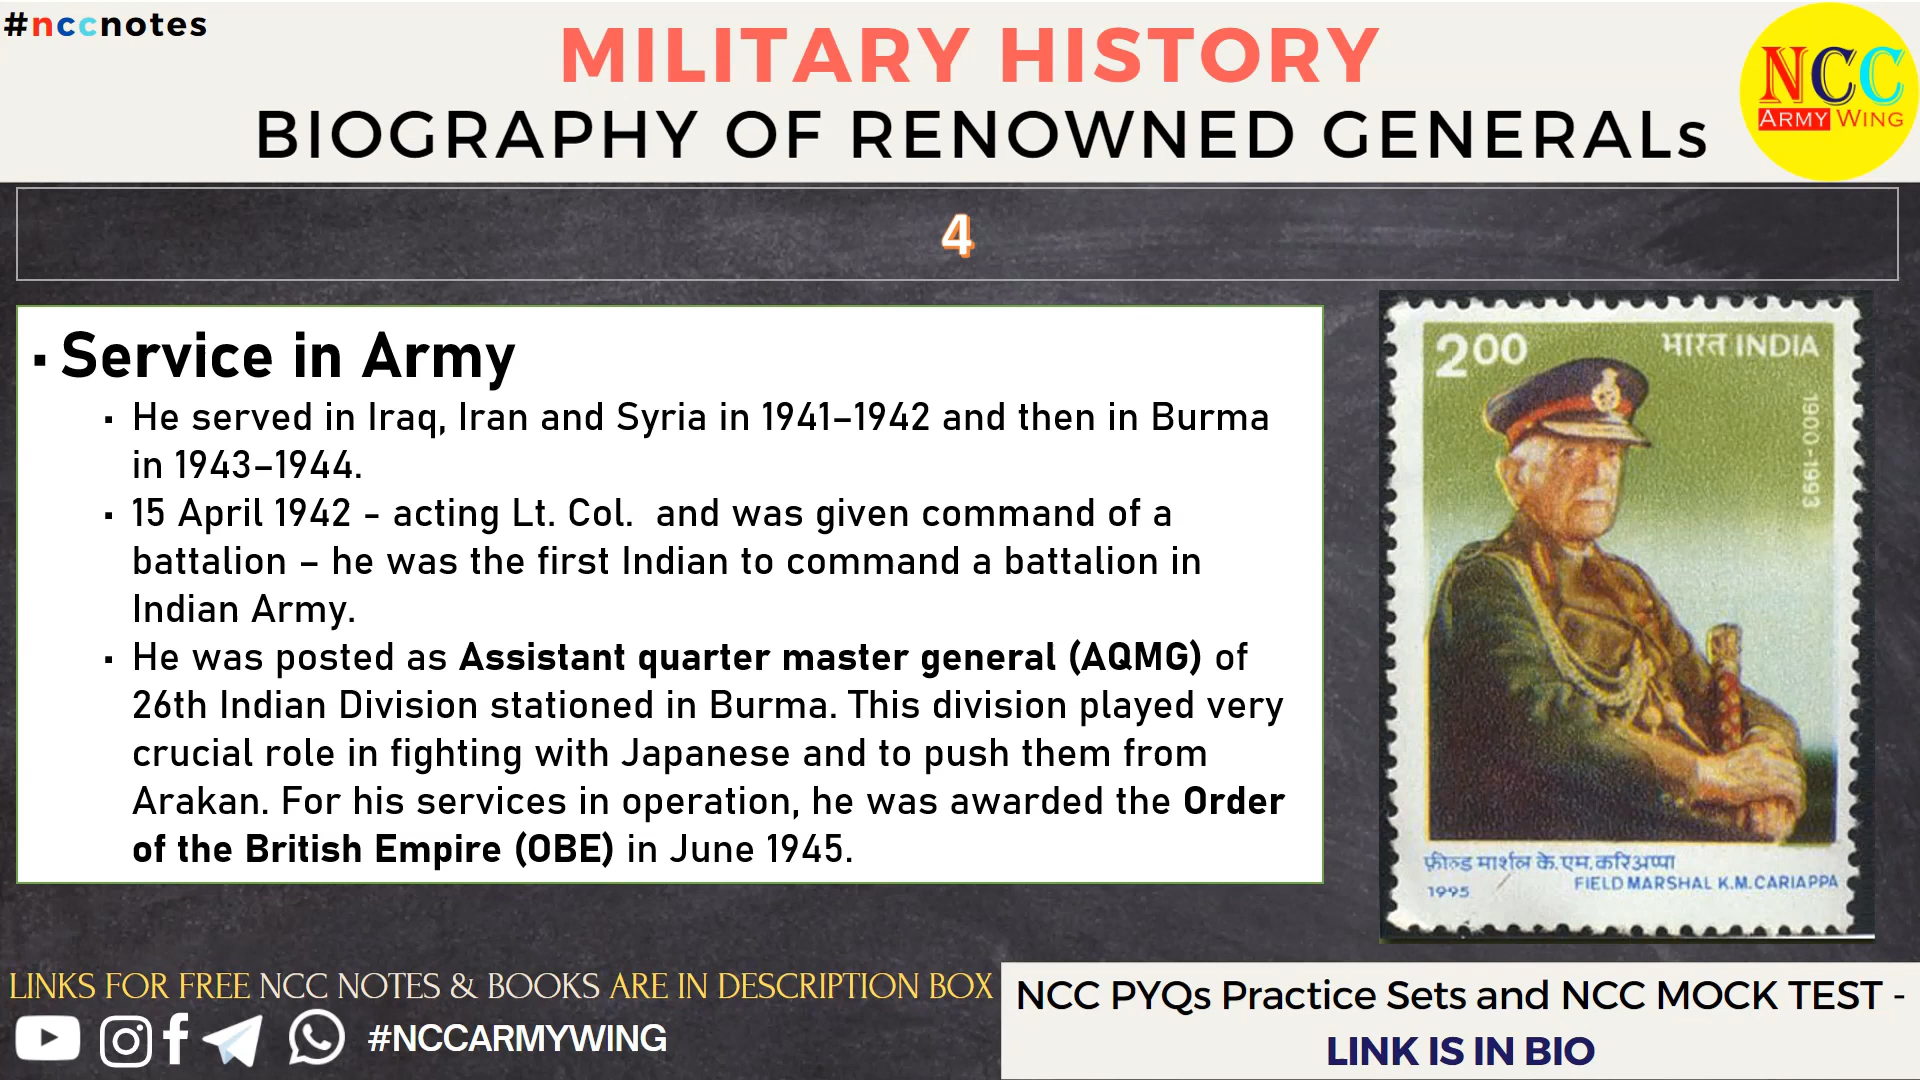 #nccnotes
MILITARY HISTORY
BIOGRAPHY OF RENOWNED GENERALs
NCC
ARMY WING
4
▪ Service in Army
▪ He served in Iraq, Iran and Syria in 1941–1942 and then in Burma
in 1943–1944.
▪ 15 April 1942 - acting Lt. Col.  and was given command of a
battalion – he was the first Indian to command a battalion in
Indian Army.
▪ He was posted as Assistant quarter master general (AQMG) of
26th Indian Division stationed in Burma. This division played very
crucial role in fighting with Japanese and to push them from
Arakan. For his services in operation, he was awarded the Order
of the British Empire (OBE) in June 1945.
200
भारत INDIA
1900-1993
फ़ील्ड मार्शल के.एम.करिअप्पा
FIELD MARSHAL K.M.CARIAPPA
1995
LINKS FOR FREE NCC NOTES & BOOKS ARE IN DESCRIPTION BOX
#NCCARMYWING
NCC PYQs Practice Sets and NCC MOCK TEST -
LINK IS IN BIO